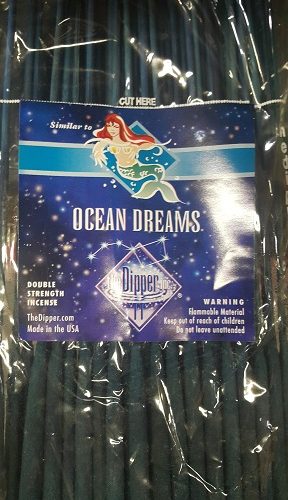 CUT HERE
Similar to
OCEAN DREAMS
The Dipper
®
DOUBLE
STRENGTH
INCENSE
TheDipper.com
Made in the USA
WARNING
Flammable Material
Keep out of reach of children
Do not leave unattended